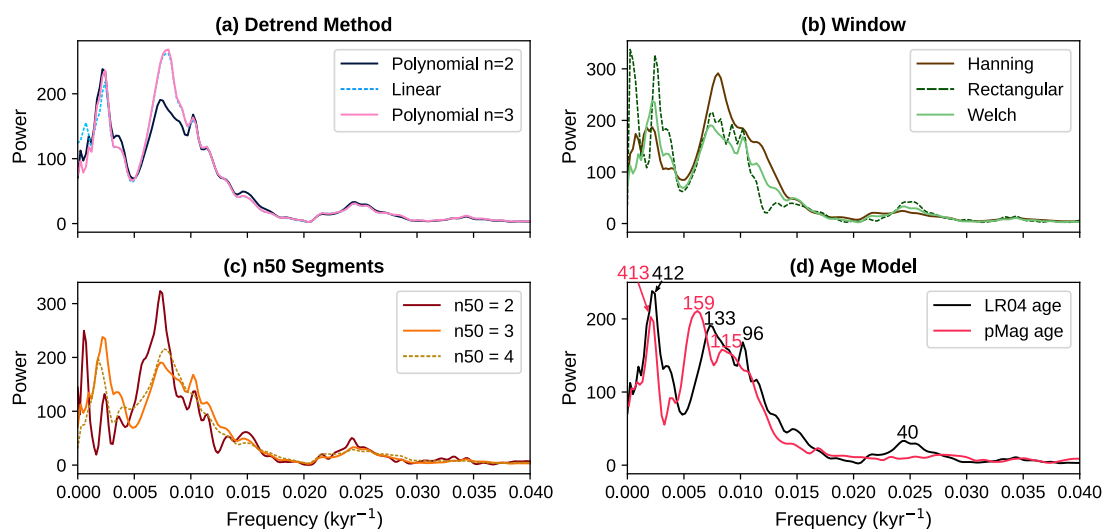 (a) Detrend Method
Power
200
100
0
Polynomial n=2
Linear
Polynomial n=3
(b) Window
Power
300
200
100
0
Hanning
Rectangular
Welch
(c) n50 Segments
Power
300
200
100
0
n50 = 2
n50 = 3
n50 = 4
0.000 0.005 0.010 0.015 0.020 0.025 0.030 0.035 0.040
Frequency (kyr⁻¹)
(d) Age Model
Power
200
100
0
413 412
159
133
115 96
40
LR04 age
pMag age
0.000 0.005 0.010 0.015 0.020 0.025 0.030 0.035 0.040
Frequency (kyr⁻¹)